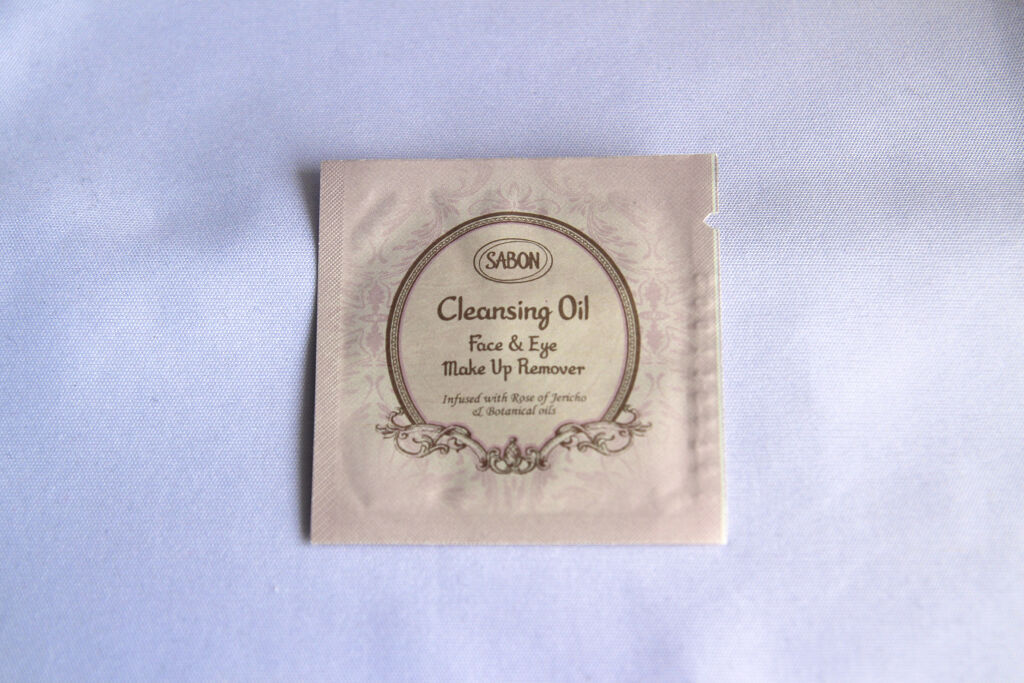 SABON
Cleansing Oil
Face & Eye
Make Up Remover
Infused with Rose of Jericho
& Botanical oils